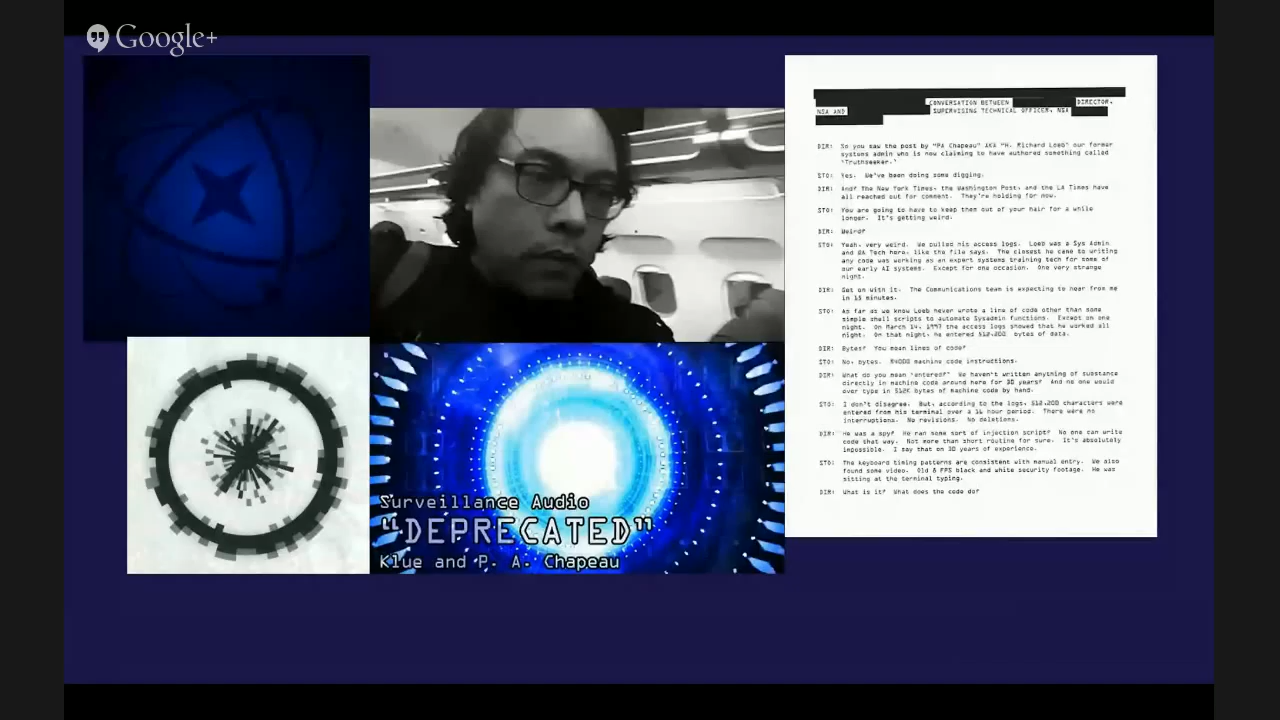 Google+
CONVERSATION BETWEEN DIRECTOR,
NSA AND SUPERVISING TECHNICAL OFFICER, NSA
DIR: So you saw the post by "PA Chapeau" AKA "H. Richard Loeb" our former
systems admin who is now claiming to have authored something called
'Truthseeker.'
STO: Yes. We've been doing some digging.
DIR: And? The New York Times, the Washington Post, and the LA Times have
all reached out for comment. They're holding for now.
STO: You are going to have to keep them out of your hair for a while
longer. It's getting weird.
DIR: Weird?
STO: Yeah, very weird. We pulled his access logs. Loeb was a Sys Admin
and QA Tech here, like the file says. The closest he came to writing
any code was working as an expert systems training tech for some of
our early AI systems. Except for one occasion. One very strange
night.
DIR: Get on with it. The Communications team is expecting to hear from me
in 15 minutes.
STO: As far as we know Loeb never wrote a line of code other than some
simple shell scripts to automate Sysadmin functions. Except on one
night. On March 14, 1997 the access logs showed that he worked all
night. On that night, he entered 512,200 bytes of data.
DIR: Bytes? You mean lines of code?
STO: No, bytes. R4000 machine code instructions.
DIR: What do you mean 'entered?' We haven't written anything of substance
directly in machine code around here for 30 years? And no one would
ever type in 512K bytes of machine code by hand.
STO: I don't disagree. But, according to the logs, 512,200 characters were
entered from his terminal over a 16 hour period. There were no
interruptions. No revisions. No deletions.
DIR: He was a spy? He ran some sort of injection script? No one can write
code that way. Not more than short routine for sure. It's absolutely
impossible. I say that on 30 years of experience.
STO: The keyboard timing patterns are consistent with manual entry. We also
found some video. Old 8 FPS black and white security footage. He was
sitting at the terminal typing.
DIR: What is it? What does the code do?
Surveillance Audio
"DEPRECATED"
Klue and P. A. Chapeau